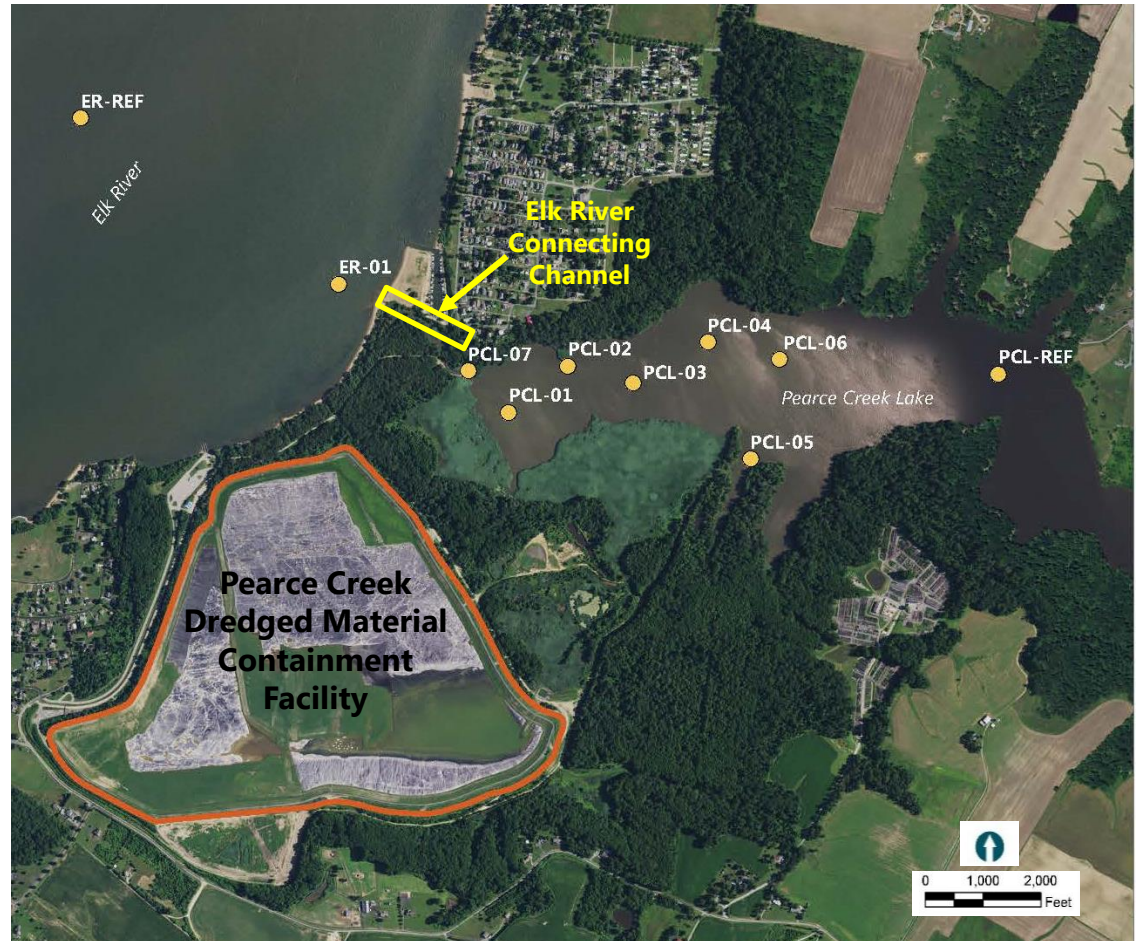 ER-REF
Elk River
Elk River
Connecting
Channel
ER-01
PCL-04
PCL-02
PCL-06
PCL-07
PCL-03
PCL-REF
PCL-01
Pearce Creek Lake
PCL-05
Pearce Creek
Dredged Material
Containment
Facility
0 1,000 2,000
Feet